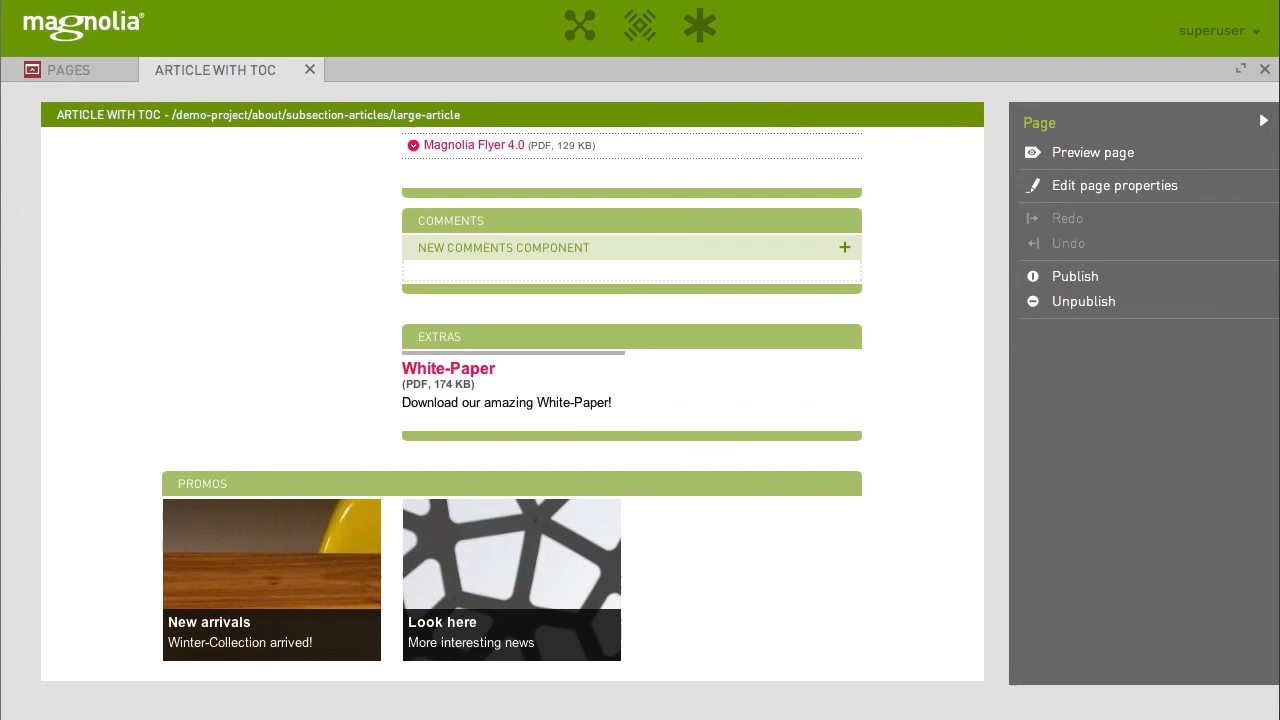 magnolia®
superuser
PAGES
ARTICLE WITH TOC
ARTICLE WITH TOC - /demo-project/about/subsection-articles/large-article
Magnolia Flyer 4.0 (PDF, 129 KB)
COMMENTS
NEW COMMENTS COMPONENT
EXTRAS
White-Paper
(PDF, 174 KB)
Download our amazing White-Paper!
PROMOS
New arrivals
Winter-Collection arrived!
Look here
More interesting news
Page
Preview page
Edit page properties
Redo
Undo
Publish
Unpublish